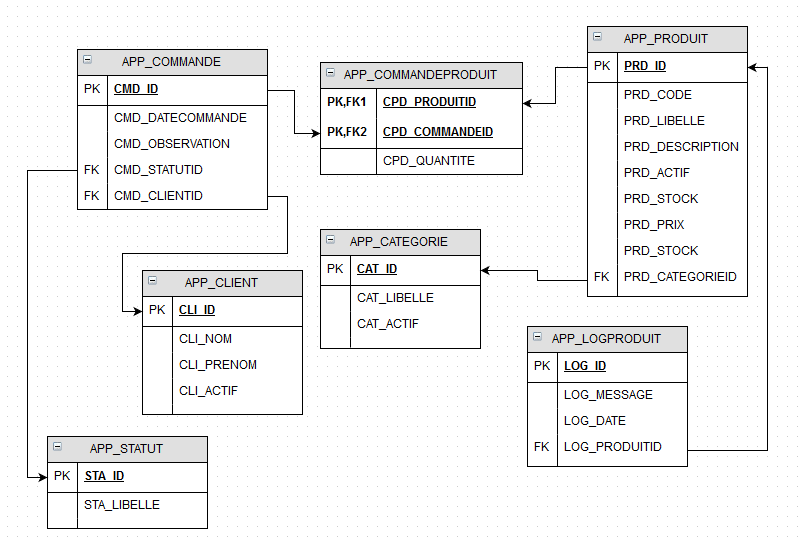 APP_COMMANDE
PK CMD_ID
CMD_DATECOMMANDE
CMD_OBSERVATION
FK CMD_STATUTID
FK CMD_CLIENTID
APP_COMMANDEPRODUIT
PK,FK1 CPD_PRODUITID
PK,FK2 CPD_COMMANDEID
CPD_QUANTITE
APP_PRODUIT
PK PRD_ID
PRD_CODE
PRD_LIBELLE
PRD_DESCRIPTION
PRD_ACTIF
PRD_STOCK
PRD_PRIX
PRD_STOCK
FK PRD_CATEGORIEID
APP_CATEGORIE
PK CAT_ID
CAT_LIBELLE
CAT_ACTIF
APP_CLIENT
PK CLI_ID
CLI_NOM
CLI_PRENOM
CLI_ACTIF
APP_LOGPRODUIT
PK LOG_ID
LOG_MESSAGE
LOG_DATE
FK LOG_PRODUITID
APP_STATUT
PK STA_ID
STA_LIBELLE